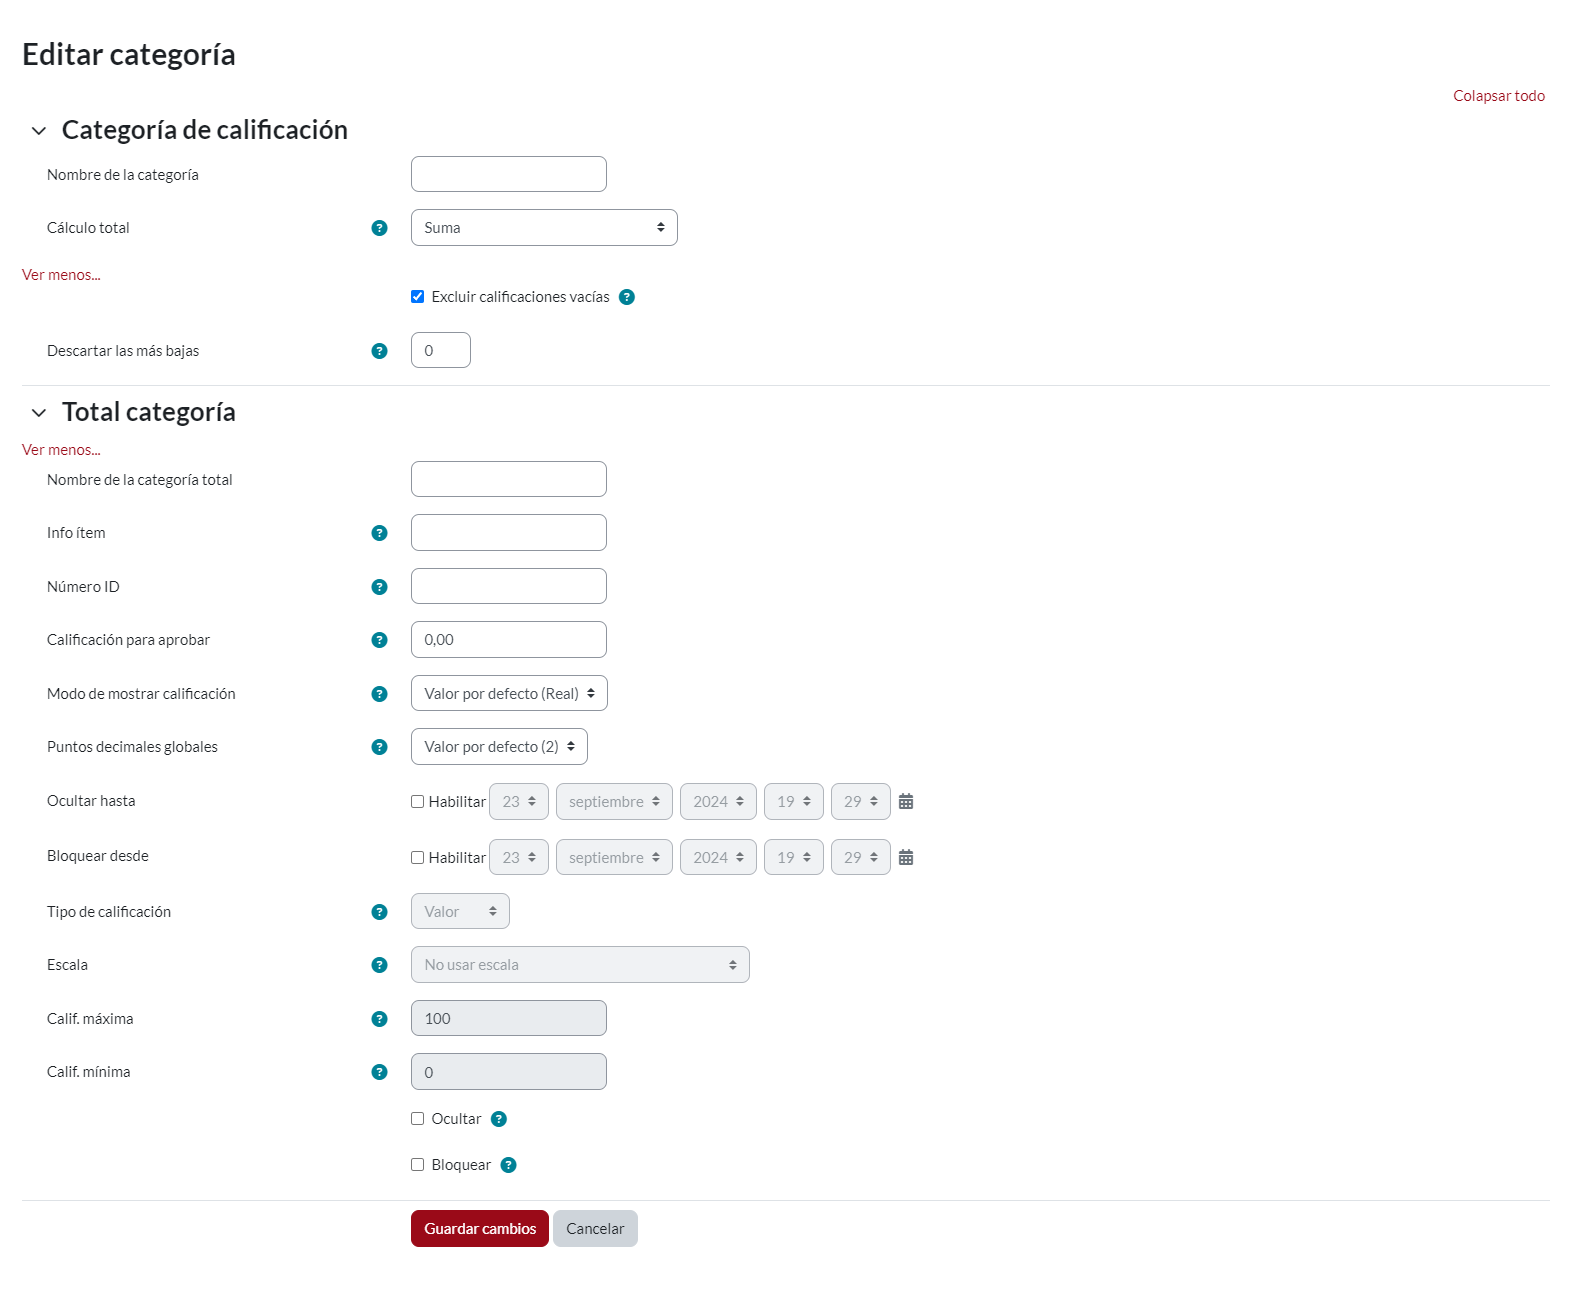 Editar categoría
Colapsar todo
Categoría de calificación
Nombre de la categoría
Cálculo total ? Suma
Ver menos...
Excluir calificaciones vacías ?
Descartar las más bajas ? 0
Total categoría
Ver menos...
Nombre de la categoría total
Info ítem ?
Número ID ?
Calificación para aprobar ? 0,00
Modo de mostrar calificación ? Valor por defecto (Real)
Puntos decimales globales ? Valor por defecto (2)
Ocultar hasta Habilitar 23 septiembre 2024 19 29
Bloquear desde Habilitar 23 septiembre 2024 19 29
Tipo de calificación ? Valor
Escala ? No usar escala
Calif. máxima ? 100
Calif. mínima ? 0
Ocultar ?
Bloquear ?
Guardar cambios Cancelar